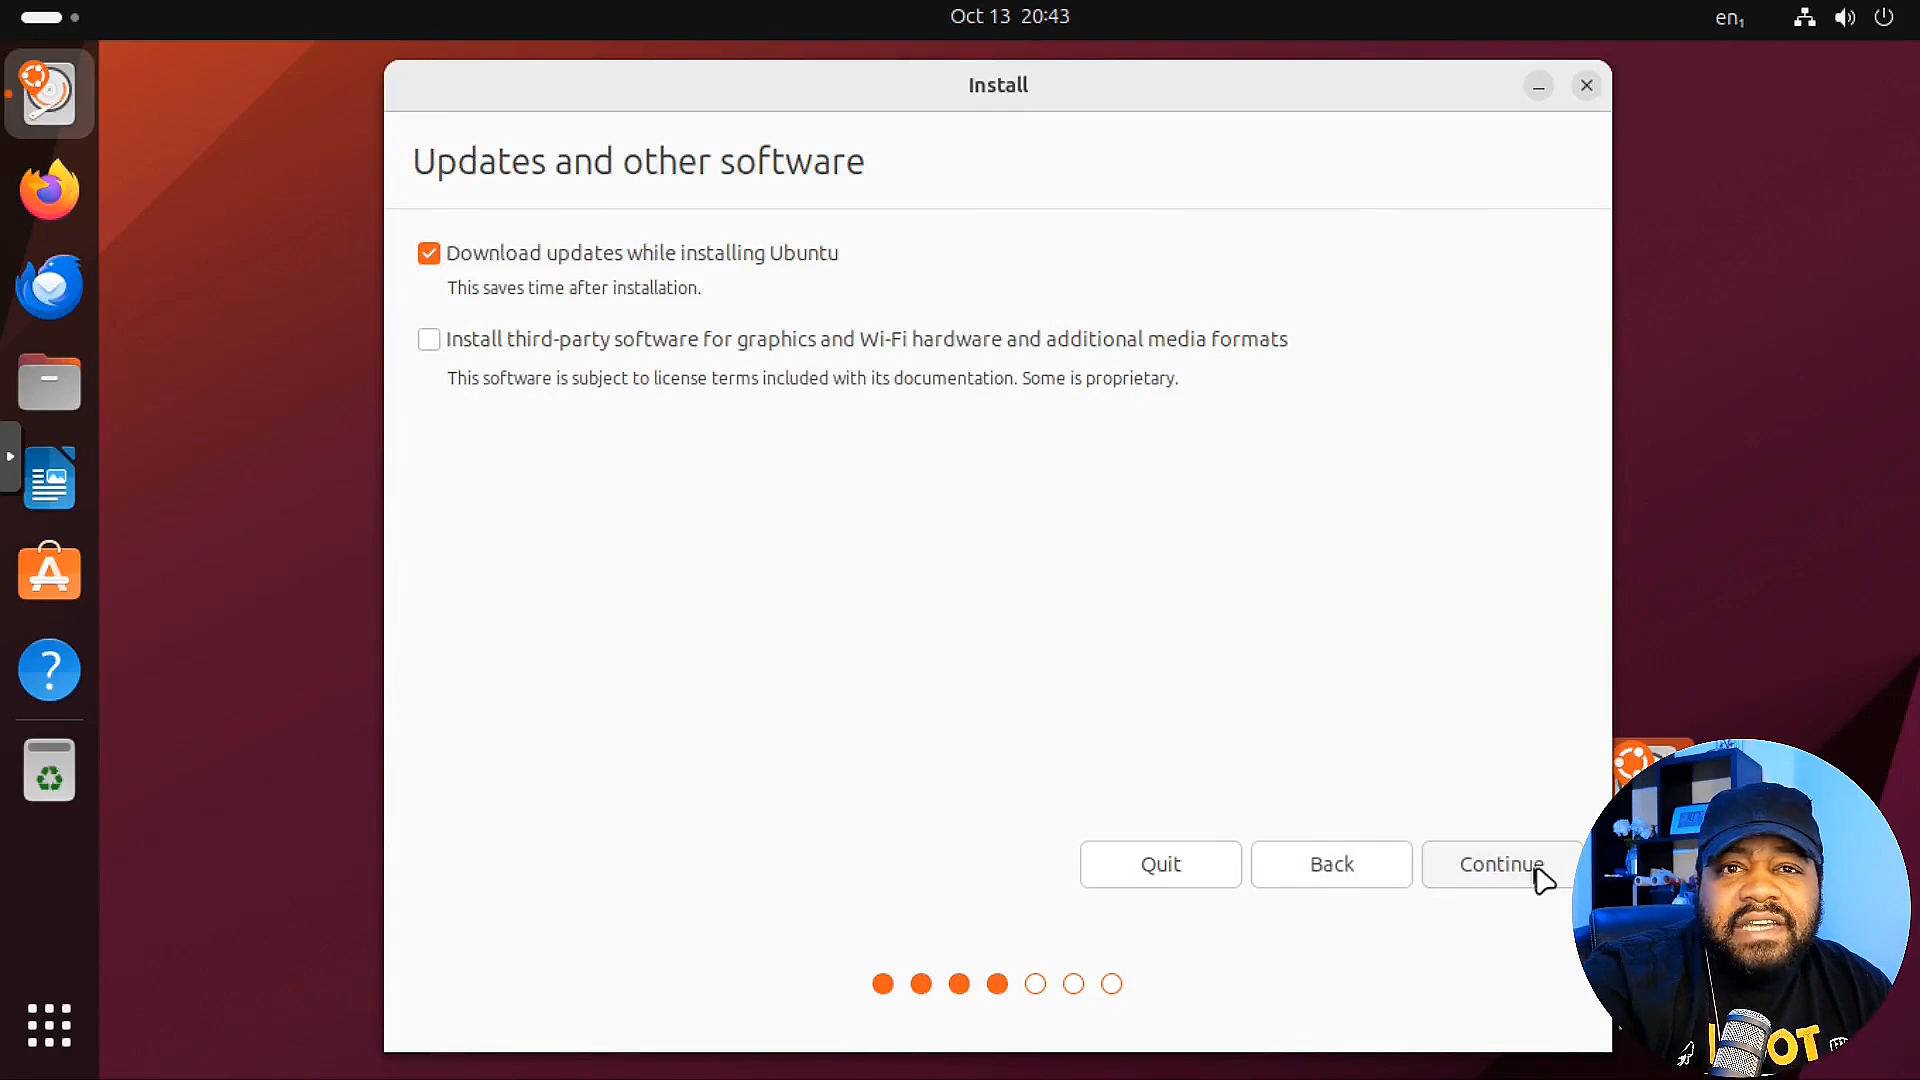 Oct 13 20:43
en₁
Install
Updates and other software
Download updates while installing Ubuntu
This saves time after installation.
Install third-party software for graphics and Wi-Fi hardware and additional media formats
This software is subject to license terms included with its documentation. Some is proprietary.
Quit
Back
Continue
OT